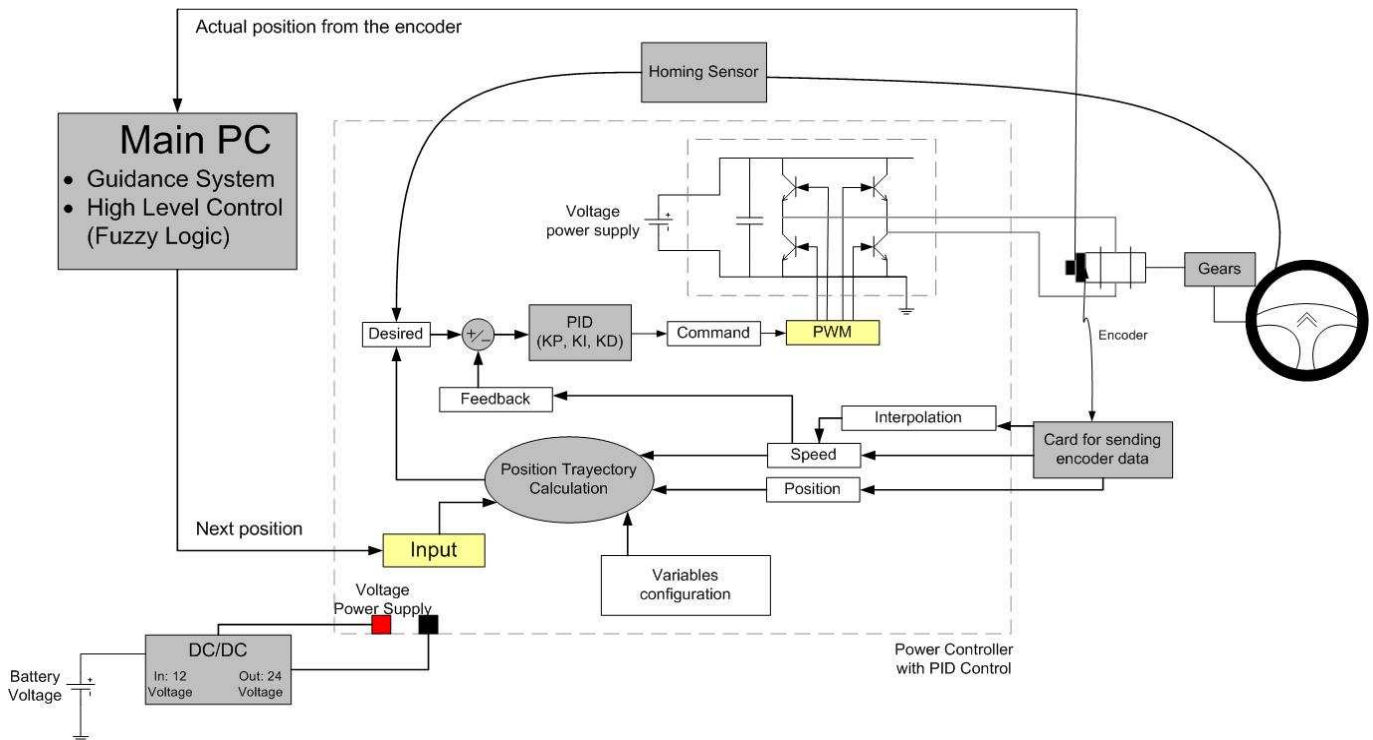 Actual position from the encoder
Homing Sensor
Main PC
• Guidance System
• High Level Control
(Fuzzy Logic)
Voltage
power supply
Gears
Desired
+/-
PID
(KP, KI, KD)
Command
PWM
Encoder
Feedback
Interpolation
Speed
Card for sending
encoder data
Position Trayectory
Calculation
Position
Next position
Input
Variables
configuration
Voltage
Power Supply
Power Controller
with PID Control
DC/DC
In: 12
Voltage
Out: 24
Voltage
Battery
Voltage